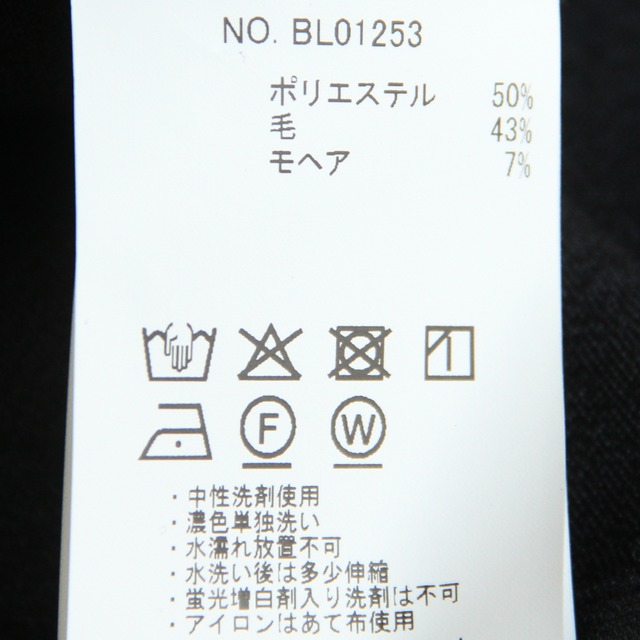 NO. BL01253
ポリエステル 50%
毛 43%
モヘア 7%
F W
・中性洗剤使用
・濃色単独洗い
・水濡れ放置不可
・水洗い後は多少伸縮
・蛍光増白剤入り洗剤は不可
・アイロンはあて布使用